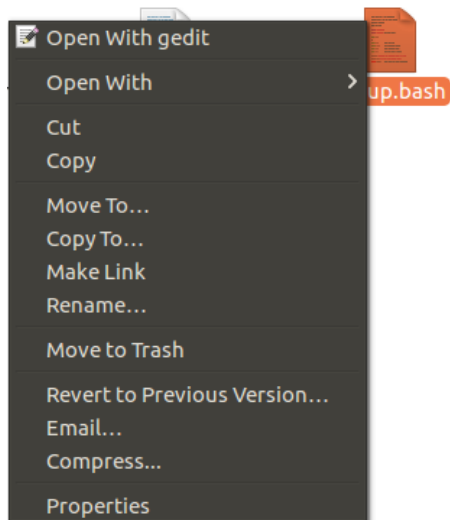 Open With gedit
Open With
up.bash
Cut
Copy
Move To...
Copy To...
Make Link
Rename...
Move to Trash
Revert to Previous Version...
Email...
Compress...
Properties